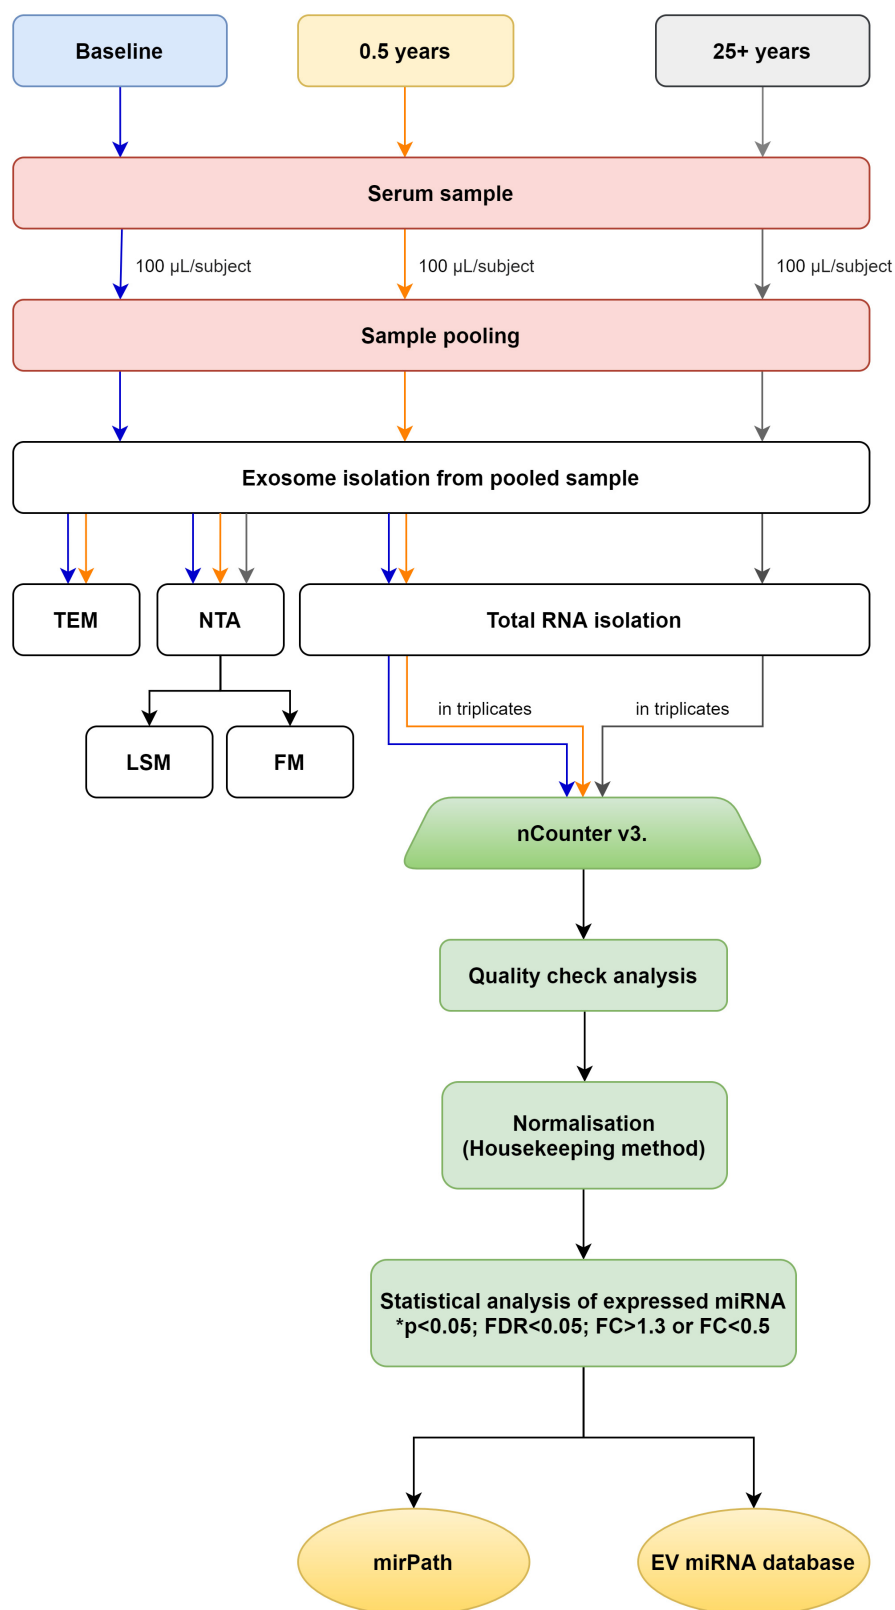 Baseline
0.5 years
25+ years
Serum sample
100 µL/subject
100 µL/subject
100 µL/subject
Sample pooling
Exosome isolation from pooled sample
TEM
NTA
Total RNA isolation
in triplicates
in triplicates
LSM
FM
nCounter v3.
Quality check analysis
Normalisation
(Housekeeping method)
Statistical analysis of expressed miRNA
*p<0.05; FDR<0.05; FC>1.3 or FC<0.5
mirPath
EV miRNA database